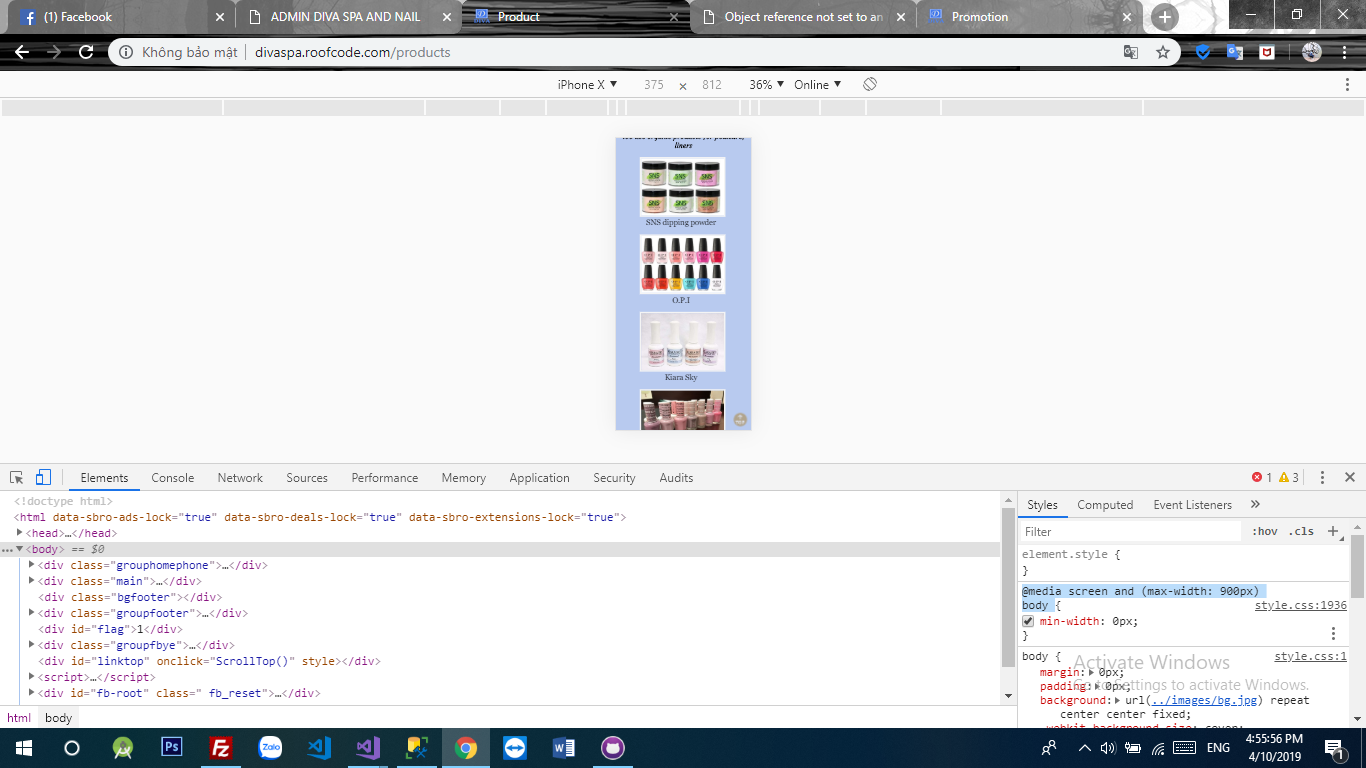 (1) Facebook
ADMIN DIVA SPA AND NAIL
Product
Object reference not set to an
Promotion
Không bảo mật
divaspa.roofcode.com/products
iPhone X 375 × 812 36% Online
liners
SNS dipping powder
O.P.I
Kiara Sky
Elements Console Network Sources Performance Memory Application Security Audits
1 3
<!doctype html>
<html data-sbro-ads-lock="true" data-sbro-deals-lock="true" data-sbro-extensions-lock="true">
<head>…</head>
<body> == $0
<div class="grouphomephone">…</div>
<div class="main">…</div>
<div class="bgfooter"></div>
<div class="groupfooter">…</div>
<div id="flag">1</div>
<div class="groupfbye">…</div>
<div id="linktop" onclick="ScrollTop()" style></div>
<script>…</script>
<div id="fb-root" class=" fb_reset">…</div>
html body
Styles Computed Event Listeners
Filter :hov .cls
element.style {
}
@media screen and (max-width: 900px)
body { style.css:1936
min-width: 0px;
}
body { style.css:1
margin: 0px;
padding: 0px;
background: url(../images/bg.jpg) repeat
center center fixed;
-webkit-background-size: cover;
Activate Windows
Go to Settings to activate Windows.
Ps
Fz
Zalo
ENG
4:55:56 PM
4/10/2019
1